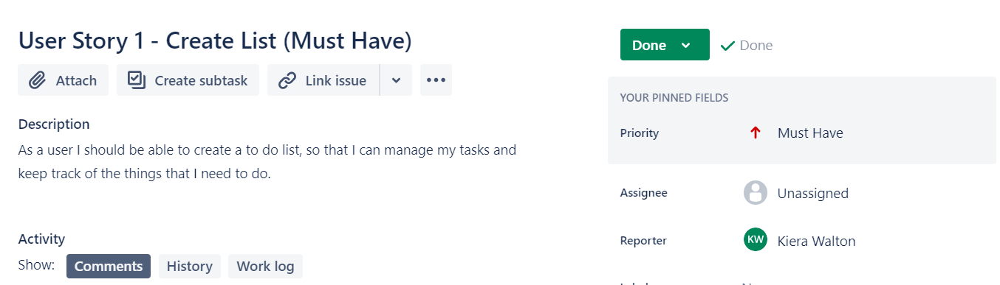 User Story 1 - Create List (Must Have)
Attach
Create subtask
Link issue
Description
As a user I should be able to create a to do list, so that I can manage my tasks and
keep track of the things that I need to do.
Activity
Show:
Comments
History
Work log
Done
Done
YOUR PINNED FIELDS
Priority
Must Have
Assignee
Unassigned
Reporter
KW
Kiera Walton